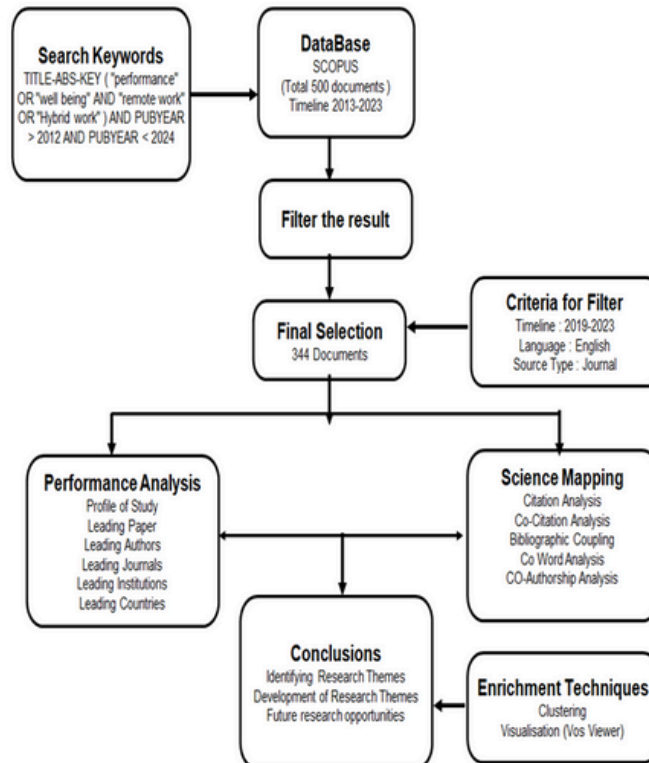 Search Keywords
TITLE-ABS-KEY ( "performance"
OR "well being" AND "remote work"
OR "Hybrid work" ) AND PUBYEAR
> 2012 AND PUBYEAR < 2024
DataBase
SCOPUS
(Total 500 documents )
Timeline 2013-2023
Filter the result
Final Selection
344 Documents
Criteria for Filter
Timeline : 2019-2023
Language : English
Source Type : Journal
Performance Analysis
Profile of Study
Leading Paper
Leading Authors
Leading Journals
Leading Institutions
Leading Countries
Science Mapping
Citation Analysis
Co-Citation Analysis
Bibliographic Coupling
Co Word Analysis
CO-Authorship Analysis
Conclusions
Identifying Research Themes
Development of Research Themes
Future research opportunities
Enrichment Techniques
Clustering
Visualisation (Vos Viewer)